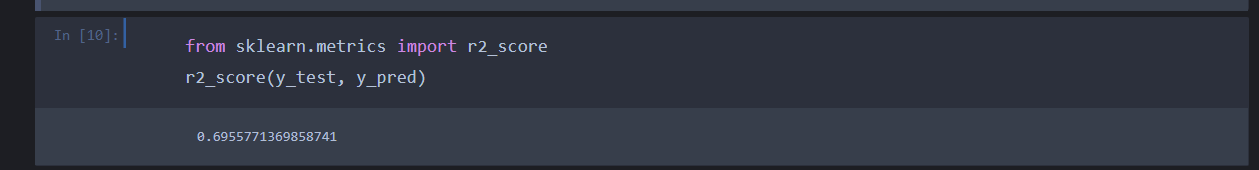 In [10]:
from sklearn.metrics import r2_score
r2_score(y_test, y_pred)
0.6955771369858741